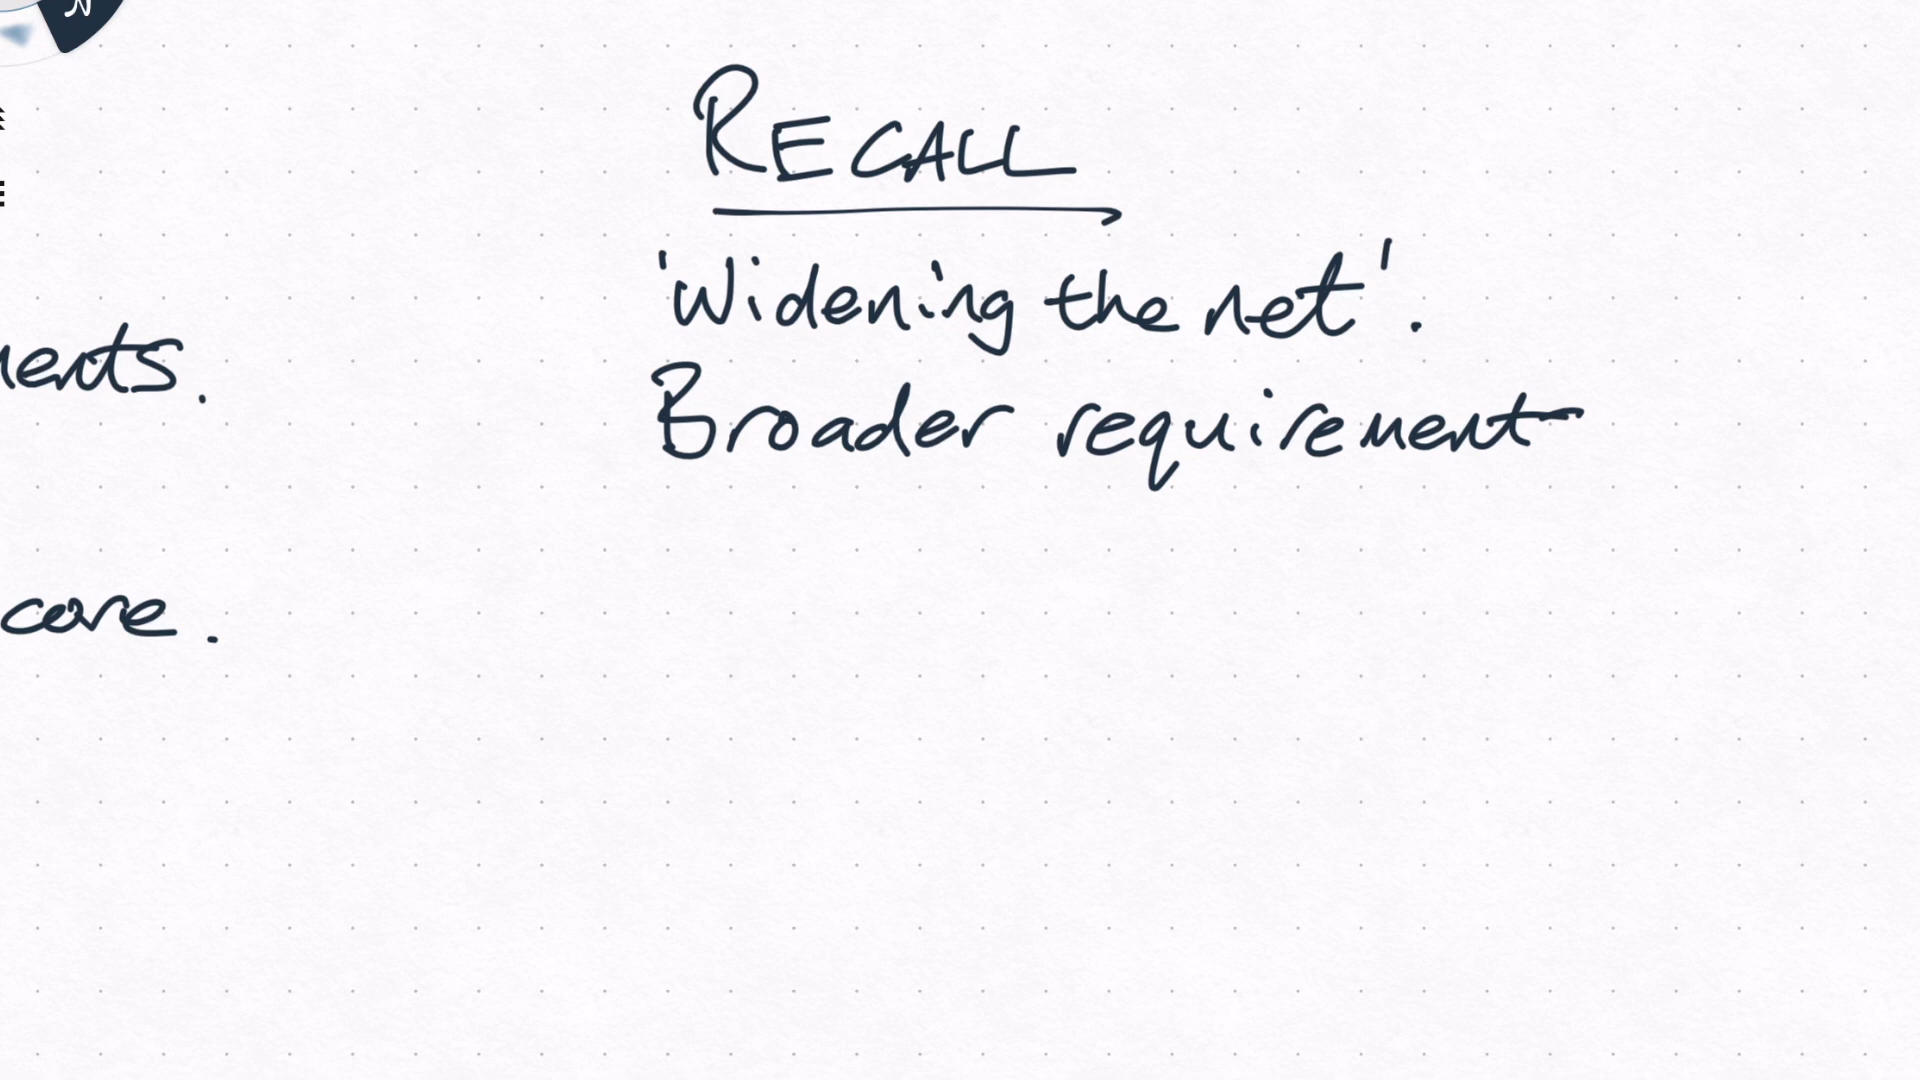 RECALL
'Widening the net'.
Broader requirement
ments.
core.